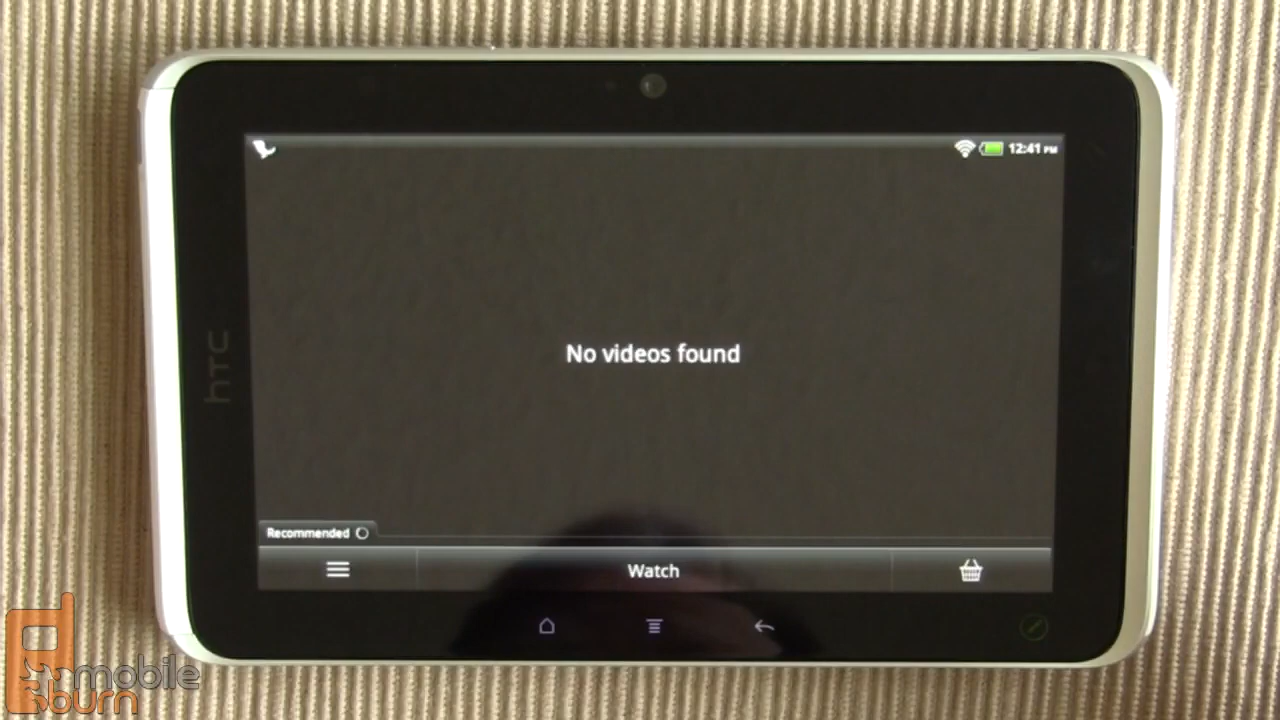 12:41 PM
hTC
No videos found
Recommended
Watch
mobile
burn